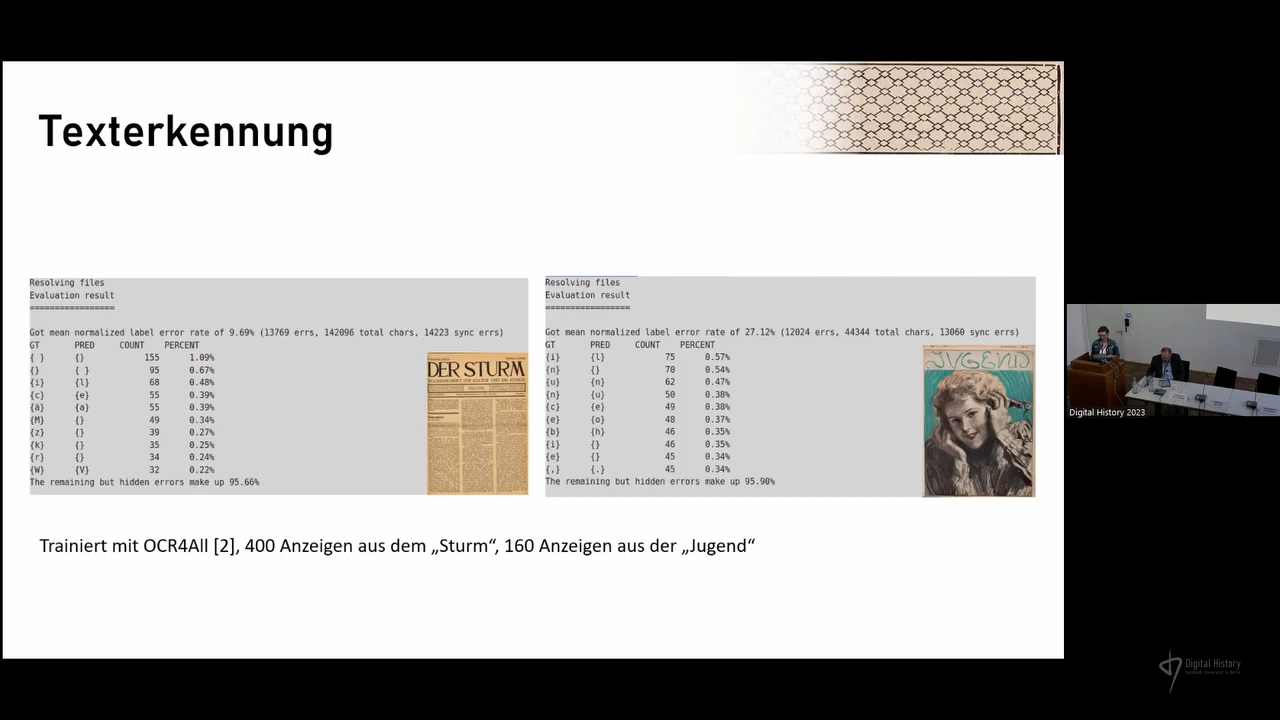 Texterkennung
Resolving files
Evaluation result
=================
Got mean normalized label error rate of 9.69% (13769 errs, 142096 total chars, 14223 sync errs)
GT PRED COUNT PERCENT
{ } {} 155 1.09%
{} { } 95 0.67%
{i} {l} 68 0.48%
{c} {e} 55 0.39%
{ä} {a} 55 0.39%
{M} {} 49 0.34%
{z} {} 39 0.27%
{k} {} 35 0.25%
{r} {} 34 0.24%
{W} {V} 32 0.22%
The remaining but hidden errors make up 95.66%
DER STURM
WOCHENSCHRIFT FÜR KULTUR UND DIE KÜNSTE
Resolving files
Evaluation result
=================
Got mean normalized label error rate of 27.12% (12024 errs, 44344 total chars, 13060 sync errs)
GT PRED COUNT PERCENT
{i} {l} 75 0.57%
{n} {} 70 0.54%
{u} {n} 62 0.47%
{n} {u} 50 0.38%
{c} {e} 49 0.38%
{e} {o} 48 0.37%
{b} {h} 46 0.35%
{i} {} 46 0.35%
{e} {} 45 0.34%
{,} {.} 45 0.34%
The remaining but hidden errors make up 95.90%
JUGEND
Trainiert mit OCR4All [2], 400 Anzeigen aus dem „Sturm“, 160 Anzeigen aus der „Jugend“
Digital History 2023
Digital History